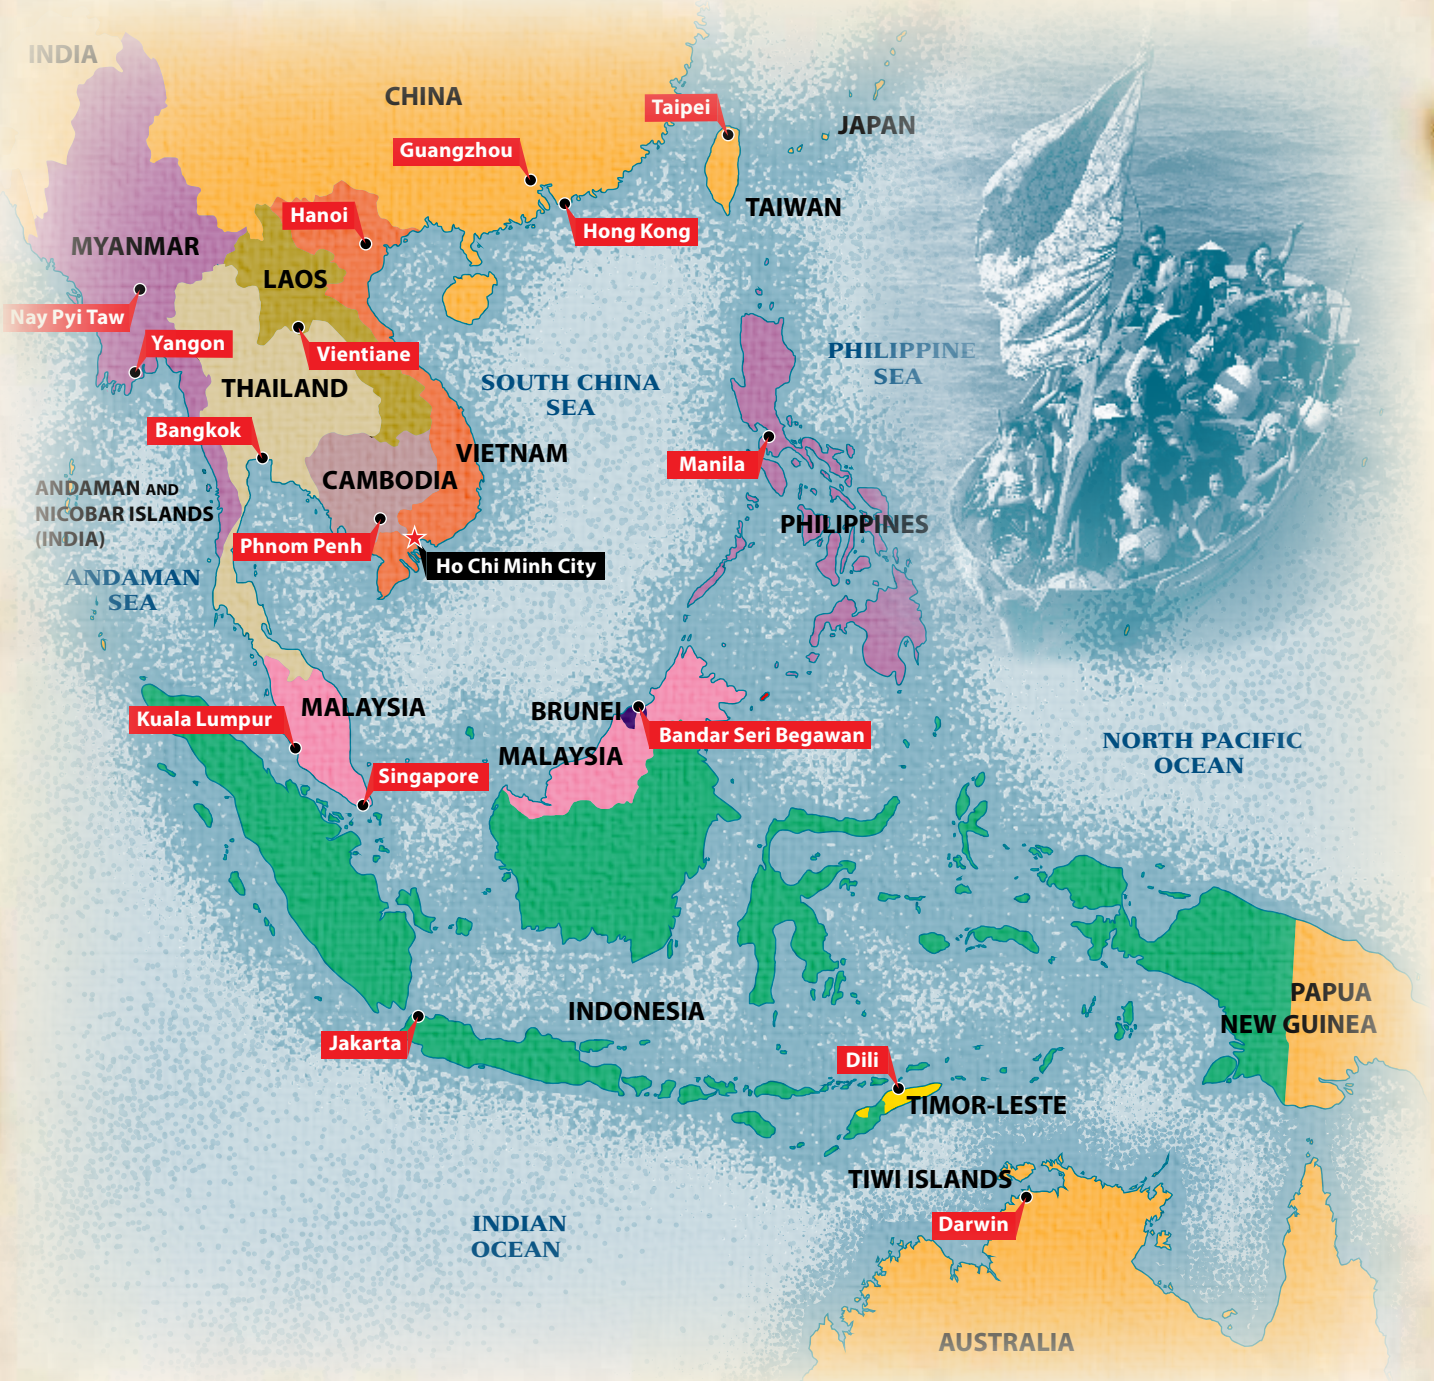 INDIA
CHINA
Taipei
JAPAN
Guangzhou
TAIWAN
Hanoi
Hong Kong
MYANMAR
LAOS
Nay Pyi Taw
Yangon
Vientiane
PHILIPPINE
SEA
THAILAND
SOUTH CHINA
SEA
Bangkok
VIETNAM
Manila
CAMBODIA
ANDAMAN AND
NICOBAR ISLANDS
(INDIA)
PHILIPPINES
Phnom Penh
Ho Chi Minh City
ANDAMAN
SEA
MALAYSIA
BRUNEI
Kuala Lumpur
Bandar Seri Begawan
MALAYSIA
NORTH PACIFIC
OCEAN
Singapore
INDONESIA
PAPUA
NEW GUINEA
Jakarta
Dili
TIMOR-LESTE
TIWI ISLANDS
Darwin
INDIAN
OCEAN
AUSTRALIA